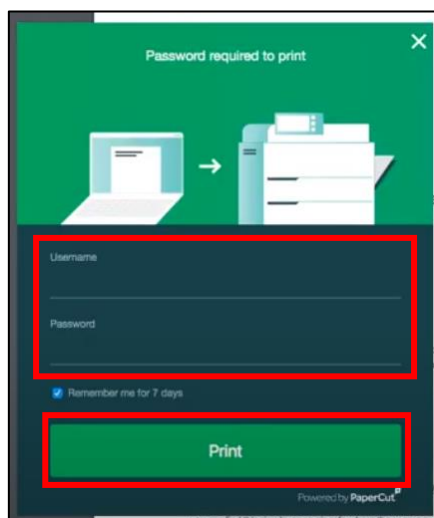 Password required to print
Username
Password
Remember me for 7 days
Print
Powered by PaperCut